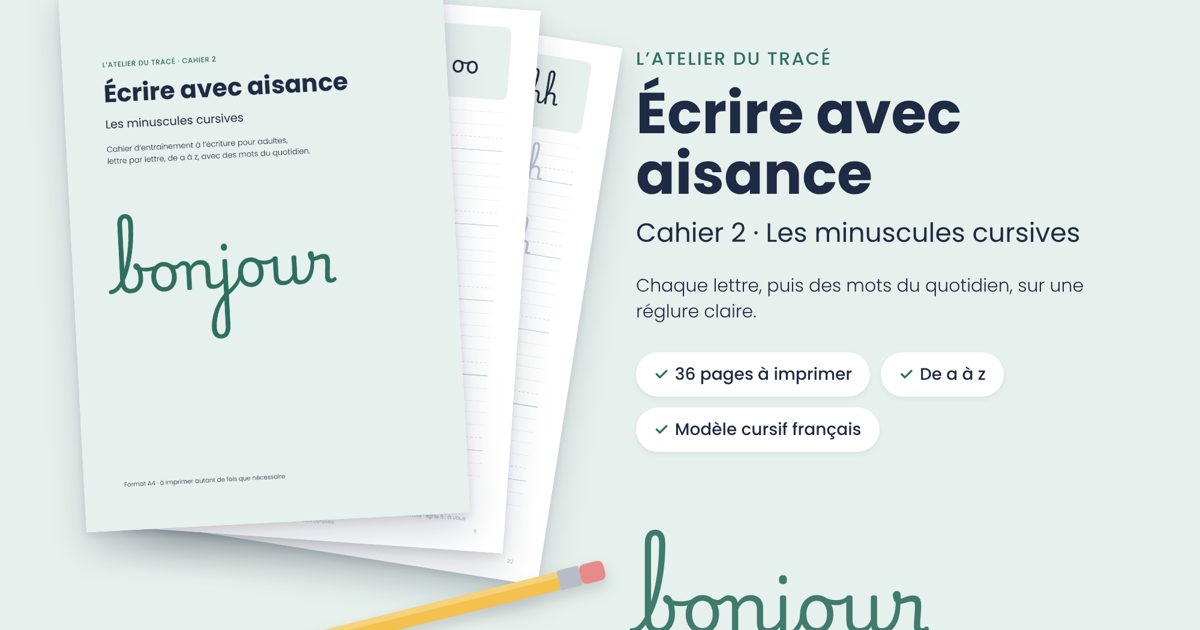 L'ATELIER DU TRACÉ · CAHIER 2
Écrire avec aisance
Les minuscules cursives
Cahier d'entraînement à l'écriture pour adultes,
lettre par lettre, de a à z, avec des mots du quotidien.
bonjour
Format A4 · à imprimer autant de fois que nécessaire
oo
hh
h
22
L'ATELIER DU TRACÉ
Écrire avec
aisance
Cahier 2 · Les minuscules cursives
Chaque lettre, puis des mots du quotidien, sur une
réglure claire.
✓ 36 pages à imprimer
✓ De a à z
✓ Modèle cursif français
bonjour